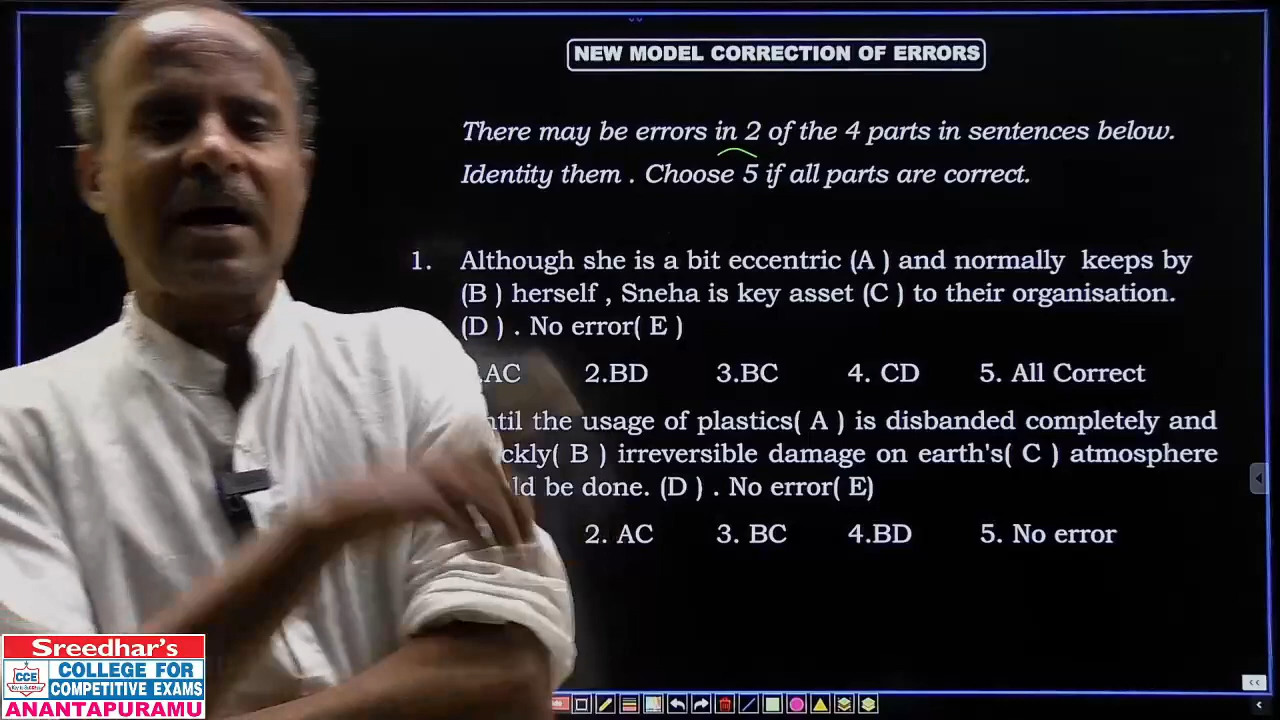 NEW MODEL CORRECTION OF ERRORS
There may be errors in 2 of the 4 parts in sentences below.
Identity them . Choose 5 if all parts are correct.
1. Although she is a bit eccentric (A ) and normally keeps by
(B ) herself , Sneha is key asset (C ) to their organisation.
(D ) . No error( E )
.AC 2.BD 3.BC 4. CD 5. All Correct
the usage of plastics( A ) is disbanded completely and
( B ) irreversible damage on earth's( C ) atmosphere
be done. (D ) . No error( E)
2. AC 3. BC 4.BD 5. No error
Sreedhar's
CCE
COLLEGE FOR
COMPETITIVE EXAMS
ANANTAPURAMU